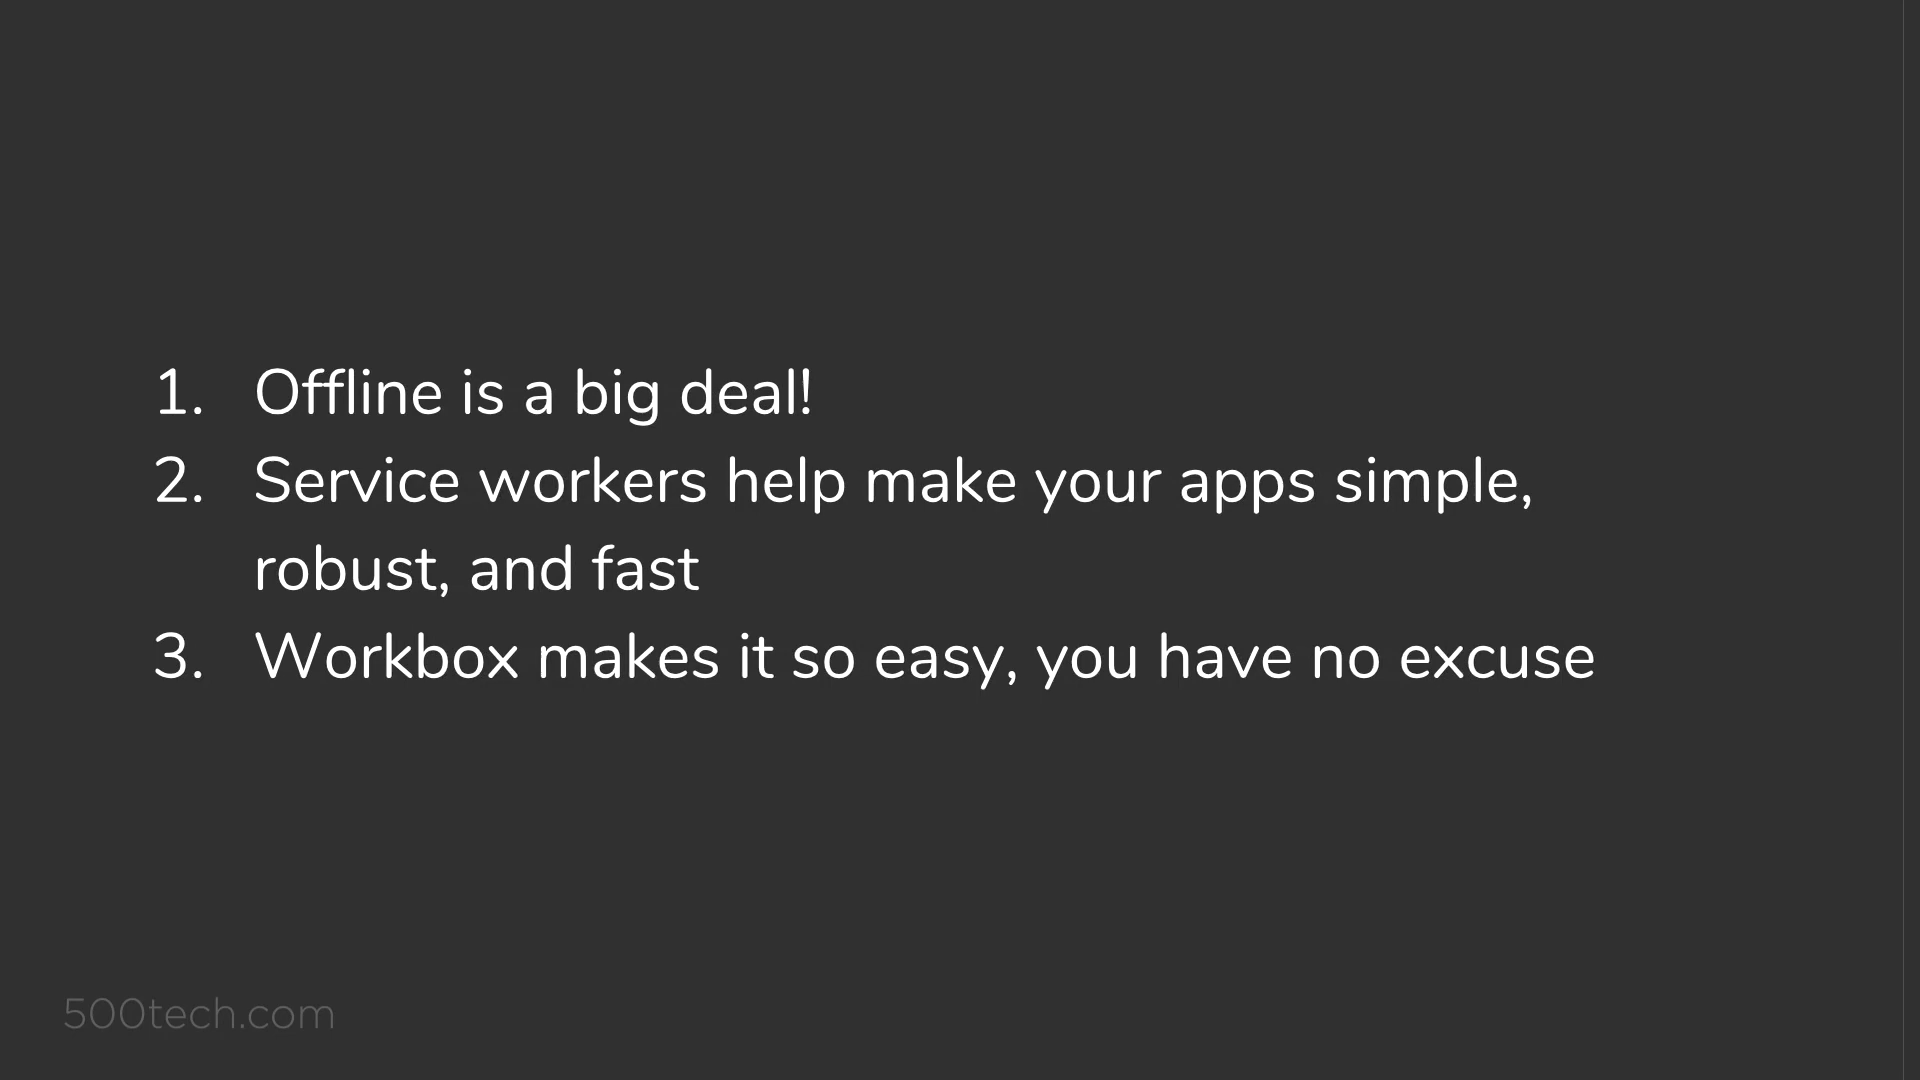 1. Offline is a big deal!
2. Service workers help make your apps simple,
robust, and fast
3. Workbox makes it so easy, you have no excuse
500tech.com